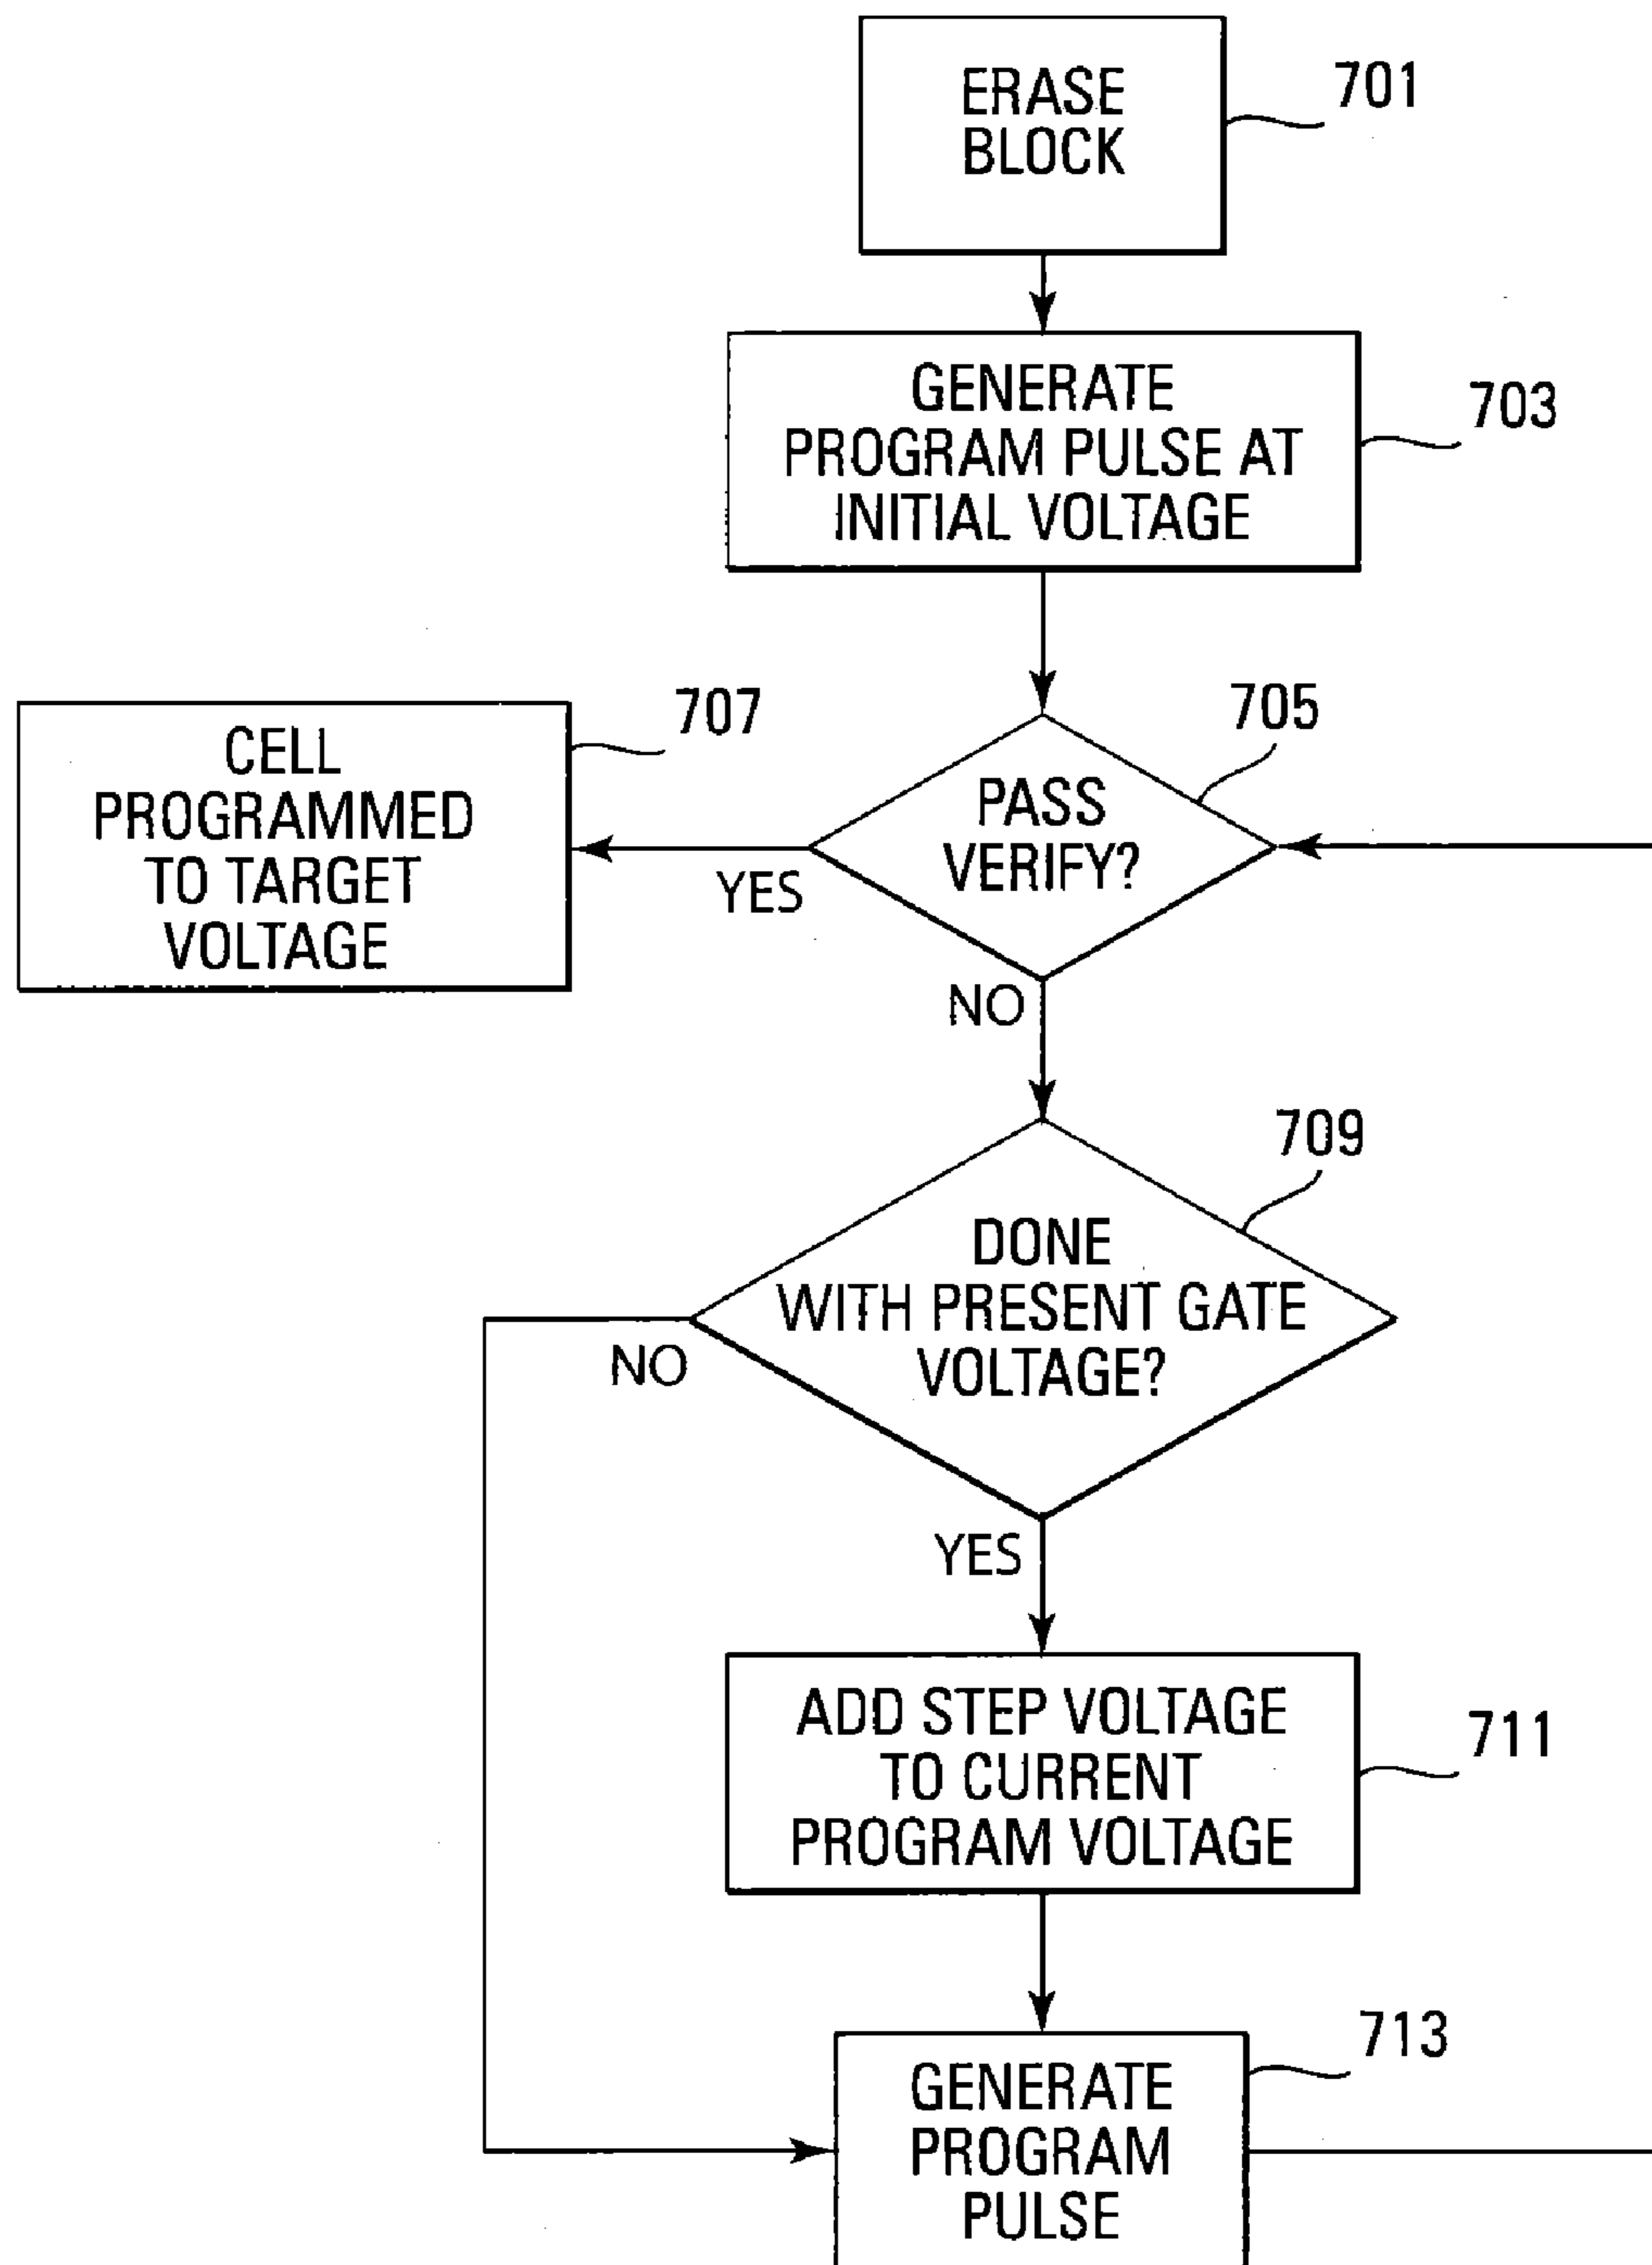 ERASE
BLOCK
701
GENERATE
PROGRAM PULSE AT
INITIAL VOLTAGE
703
CELL
PROGRAMMED
TO TARGET
VOLTAGE
707
YES
PASS
VERIFY?
705
NO
DONE
WITH PRESENT GATE
VOLTAGE?
709
NO
YES
ADD STEP VOLTAGE
TO CURRENT
PROGRAM VOLTAGE
711
GENERATE
PROGRAM
PULSE
713